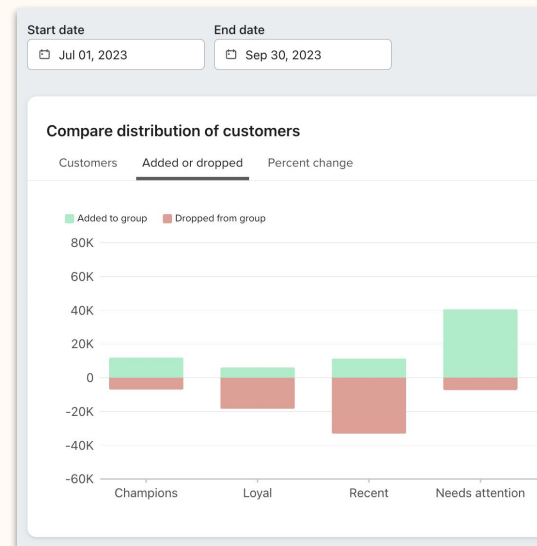 Start date
End date
Jul 01, 2023
Sep 30, 2023
Compare distribution of customers
Customers
Added or dropped
Percent change
Added to group
Dropped from group
80K
60K
40K
20K
0
-20K
-40K
-60K
Champions
Loyal
Recent
Needs attention